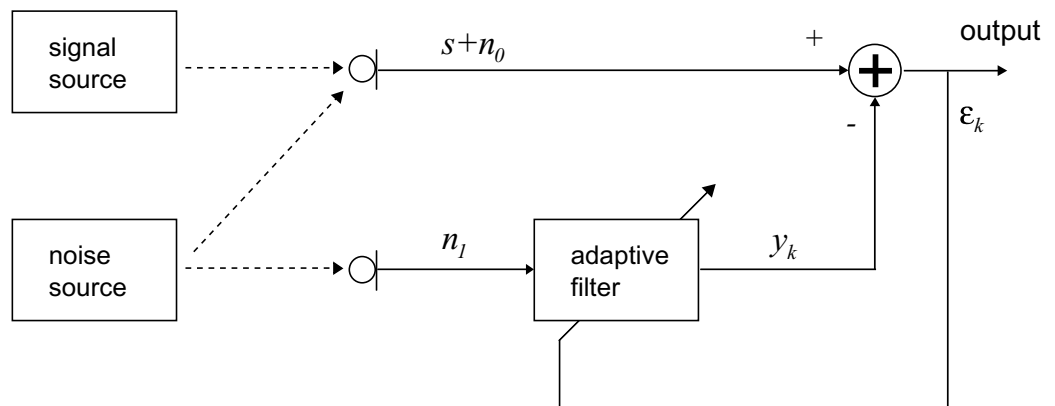 signal
source
s+n₀
+
output
-
εₖ
noise
source
n₁
adaptive
filter
yₖ